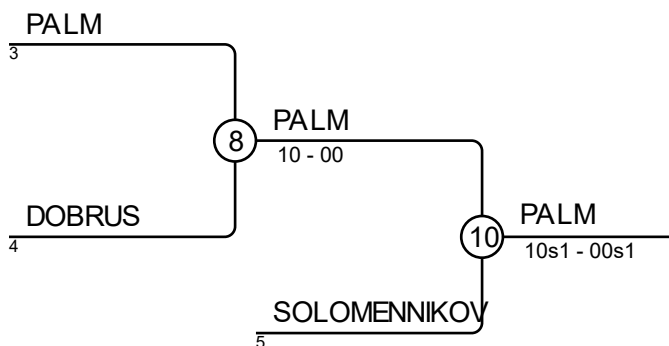 PALM
3
8
PALM
10 - 00
DOBRUS
4
10
PALM
10s1 - 00s1
SOLOMENNIKOV
5